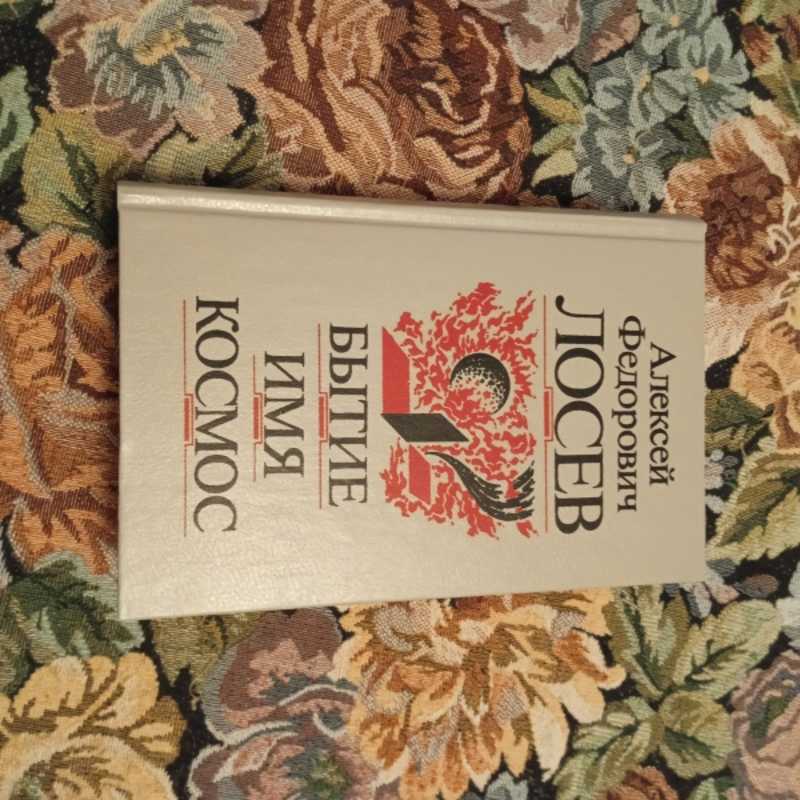 Алексей
Федорович
ЛОСЕВ
БЫТИЕ
ИМЯ
КОСМОС